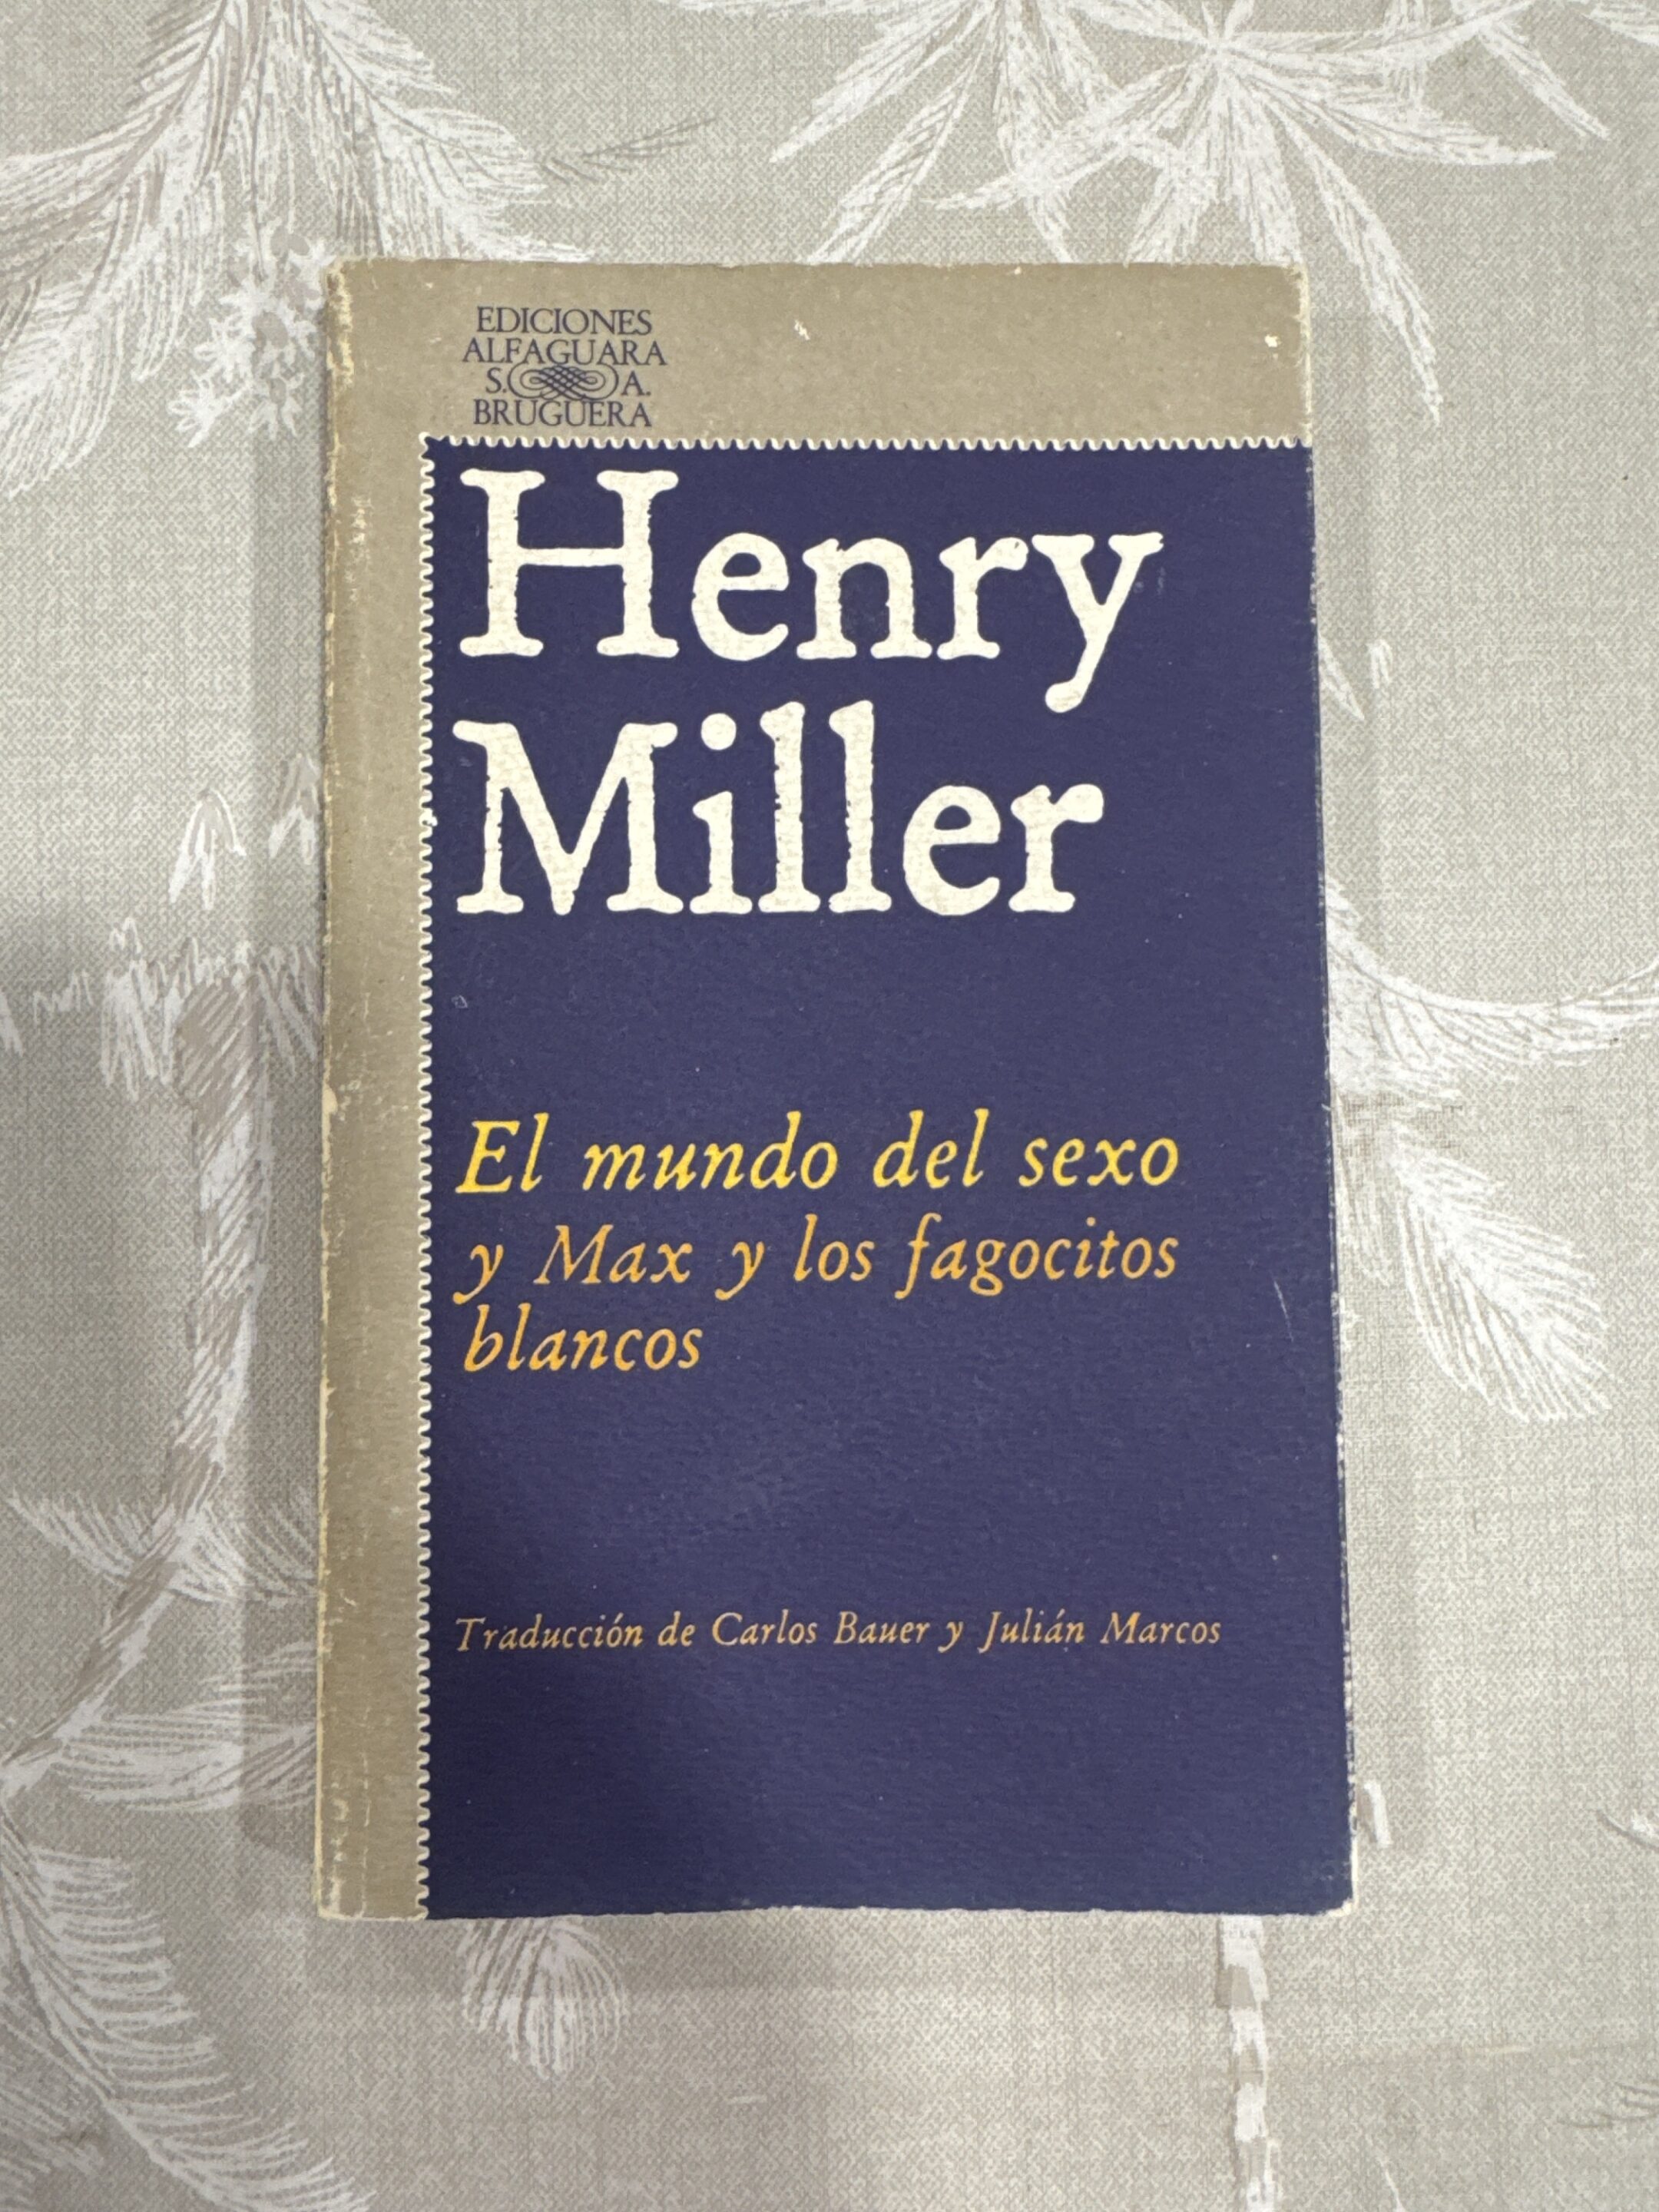 EDICIONES
ALFAGUARA
S. A.
BRUGUERA
Henry
Miller
El mundo del sexo
y Max y los fagocitos
blancos
Traducción de Carlos Bauer y Julián Marcos